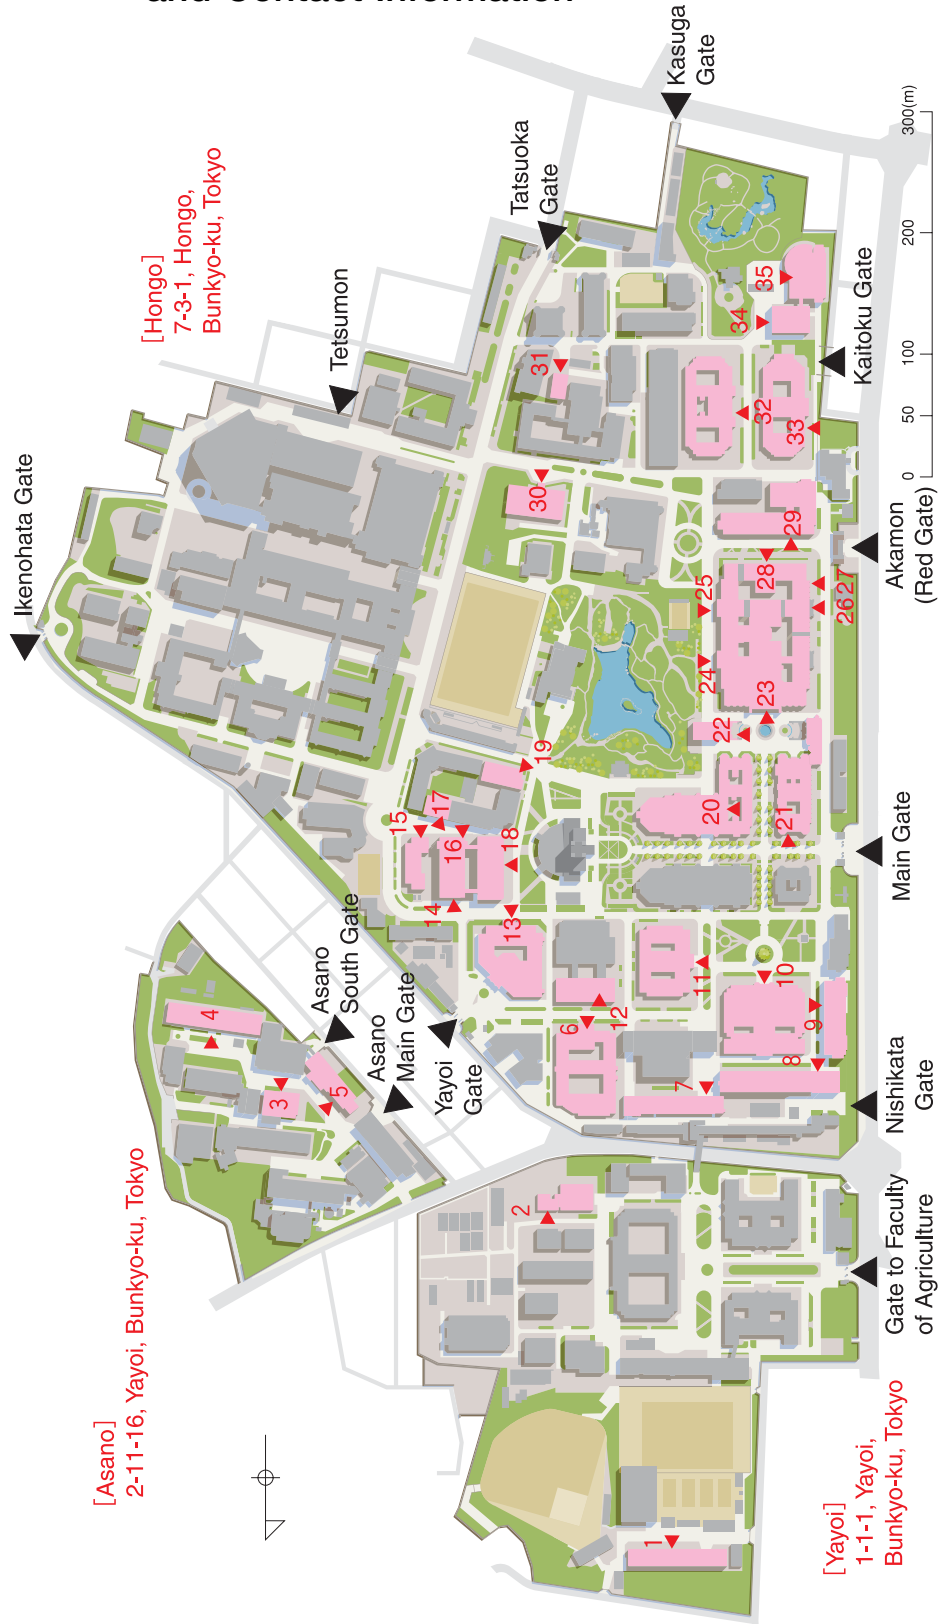 and Contact Information
Ikenohata Gate
Tetsumon
[Hongo]
7-3-1, Hongo,
Bunkyo-ku, Tokyo
Tatsuoka
Gate
Kasuga
Gate
Kaitoku Gate
Akamon
(Red Gate)
Main Gate
Nishikata
Gate
Gate to Faculty
of Agriculture
Yayoi
Gate
Asano
Main Gate
Asano
South Gate
[Asano]
2-11-16, Yayoi, Bunkyo-ku, Tokyo
[Yayoi]
1-1-1, Yayoi,
Bunkyo-ku, Tokyo
0
50
100
200
300(m)
1
2
3
4
5
6
7
8
9
10
11
12
13
14
15
16
17
18
19
20
21
22
23
24
25
26
27
28
29
30
31
32
33
34
35